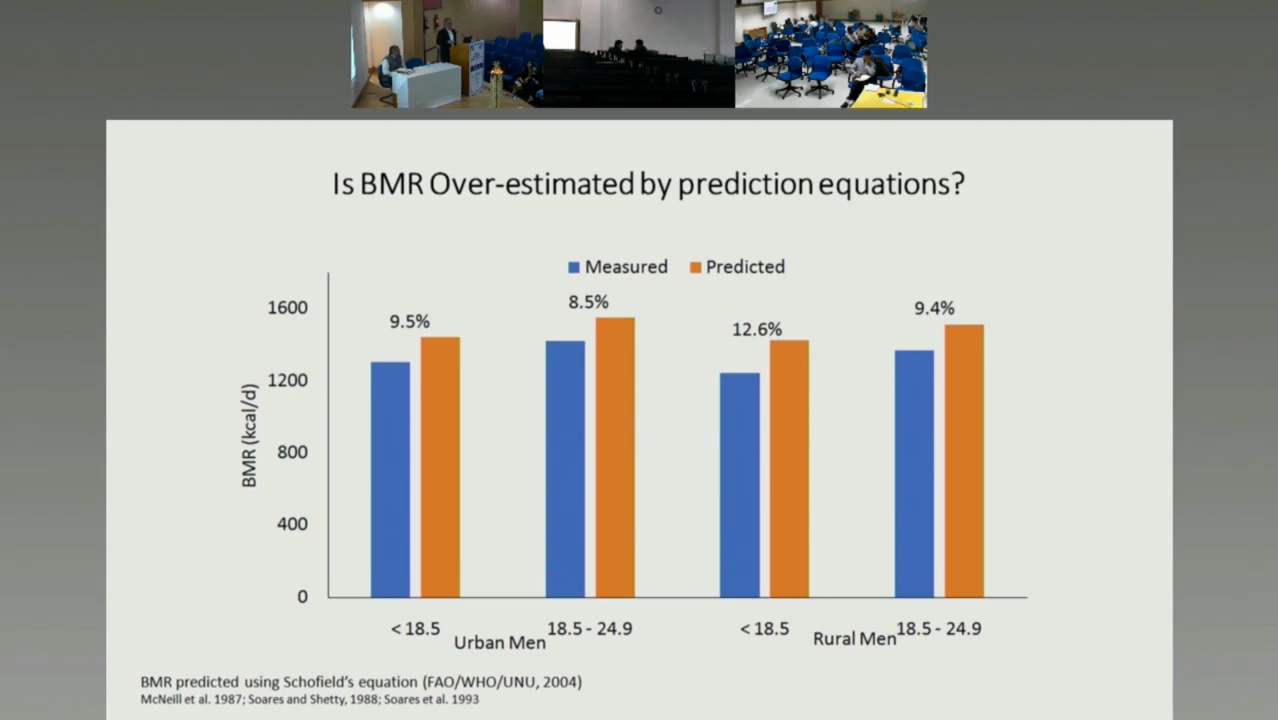 Is BMR Over-estimated by prediction equations?
Measured Predicted
9.5% 8.5% 12.6% 9.4%
1600
1200
800
400
0
BMR (kcal/d)
< 18.5 18.5 - 24.9 < 18.5 18.5 - 24.9
Urban Men Rural Men
BMR predicted using Schofield's equation (FAO/WHO/UNU, 2004)
McNeill et al. 1987; Soares and Shetty, 1988; Soares et al. 1993